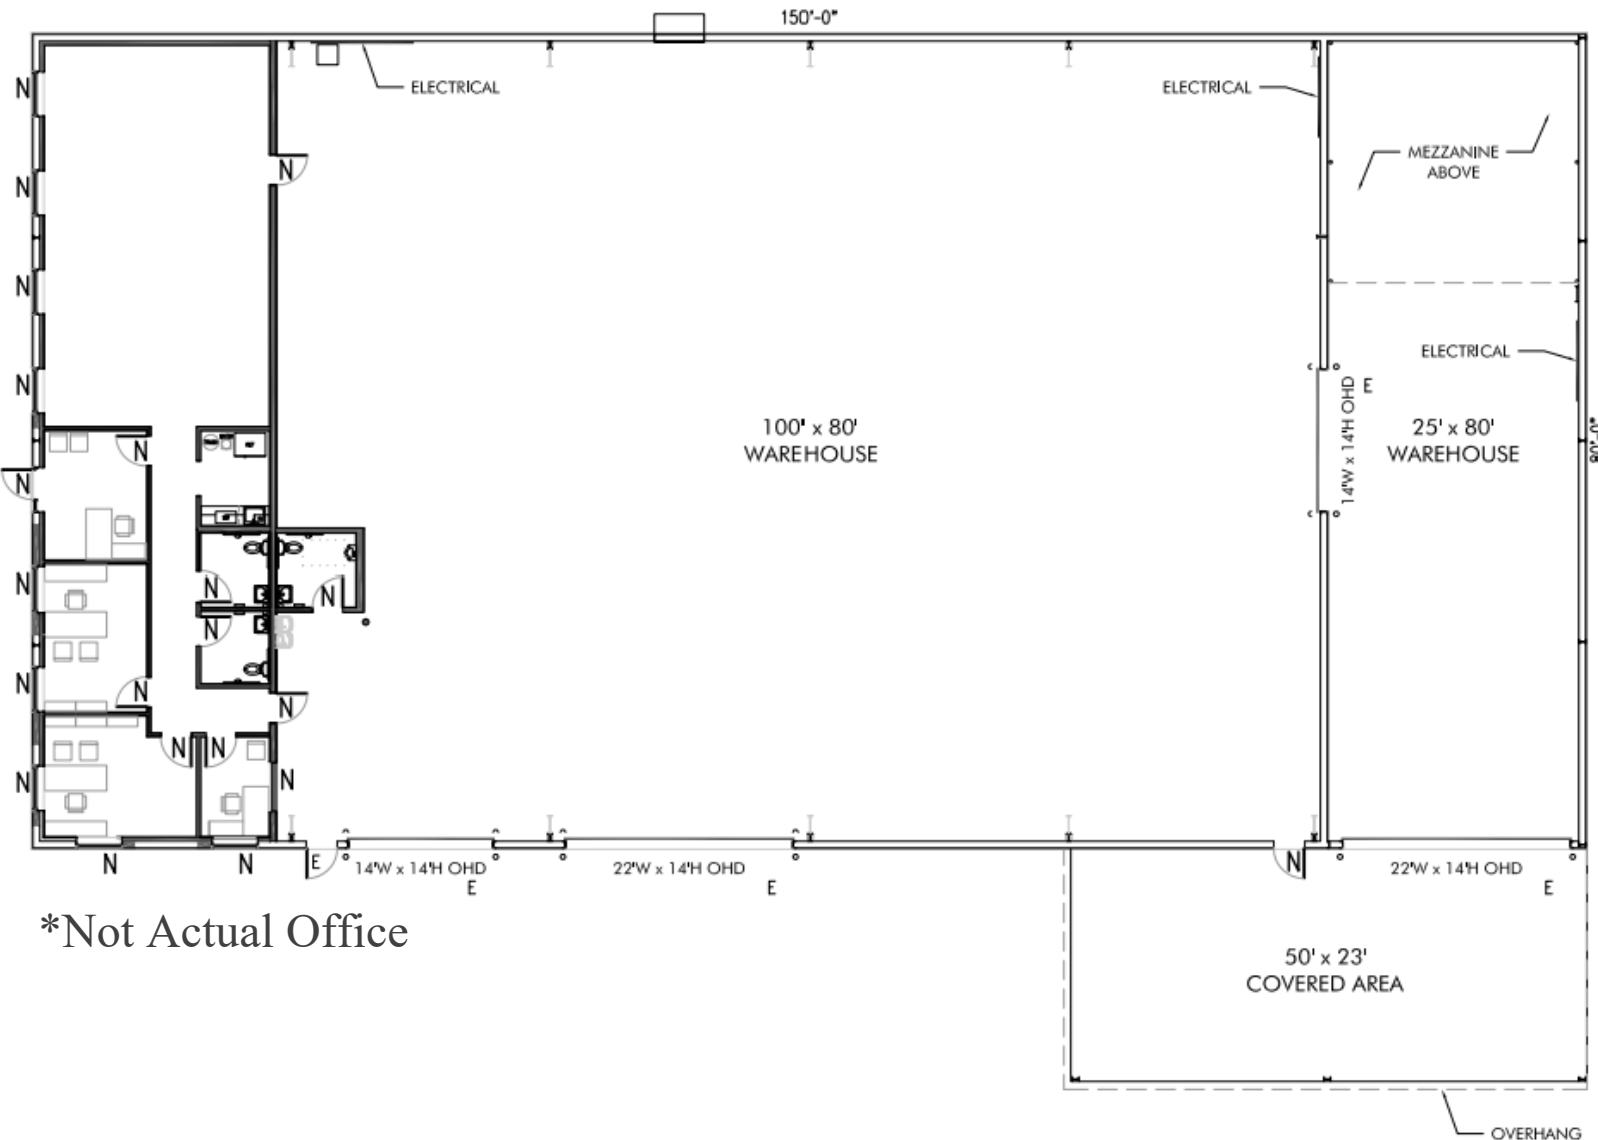 150'-0"
ELECTRICAL
ELECTRICAL
MEZZANINE
ABOVE
N
N
N
N
N
N
N
N
N
N
ELECTRICAL
14'W x 14'H OHD
E
100' x 80'
WAREHOUSE
25' x 80'
WAREHOUSE
80'-0"
N
N
N
N
N
N
N
N
N
N
N
N
E
14'W x 14'H OHD
E
22'W x 14'H OHD
E
N
22'W x 14'H OHD
E
*Not Actual Office
50' x 23'
COVERED AREA
OVERHANG